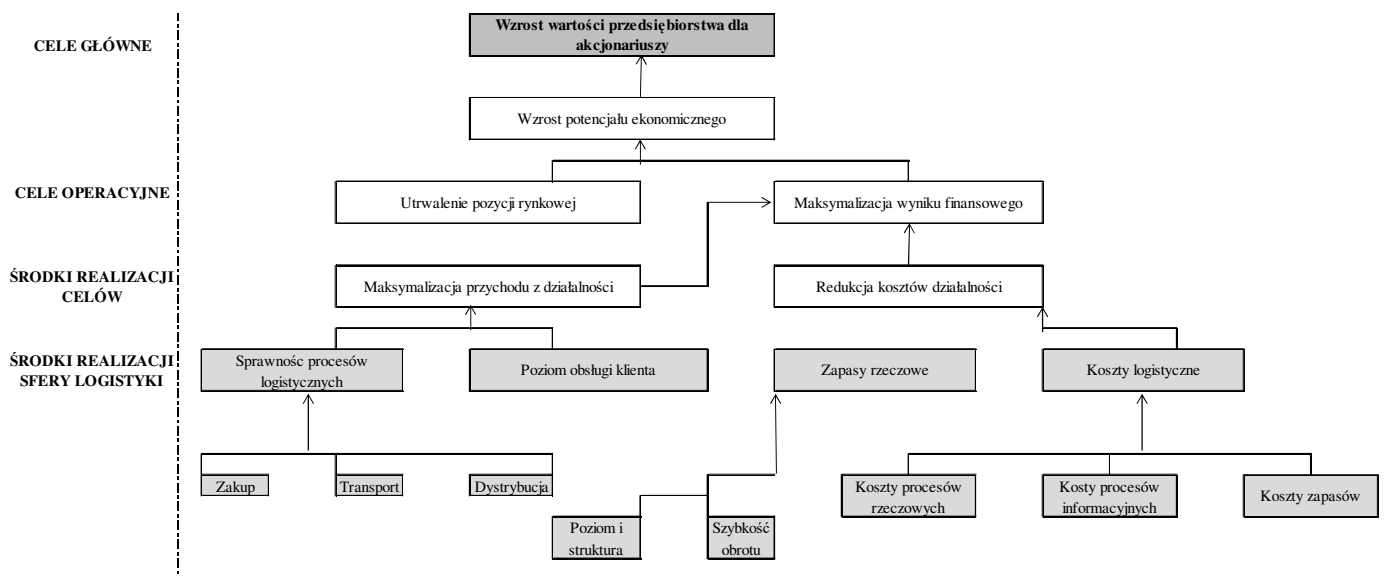 Wzrost wartości przedsiębiorstwa dla
akcjonariuszy
CELE GŁÓWNE
Wzrost potencjału ekonomicznego
CELE OPERACYJNE
Utrwalenie pozycji rynkowej
Maksymalizacja wyniku finansowego
ŚRODKI REALIZACJI
CELÓW
Maksymalizacja przychodu z działalności
Redukcja kosztów działalności
ŚRODKI REALIZACJI
SFERY LOGISTYKI
Sprawnośc procesów
logistycznych
Poziom obsługi klienta
Zapasy rzeczowe
Koszty logistyczne
Zakup
Transport
Dystrybucja
Poziom i
struktura
Szybkość
obrotu
Koszty procesów
rzeczowych
Kosty procesów
informacyjnych
Koszty zapasów